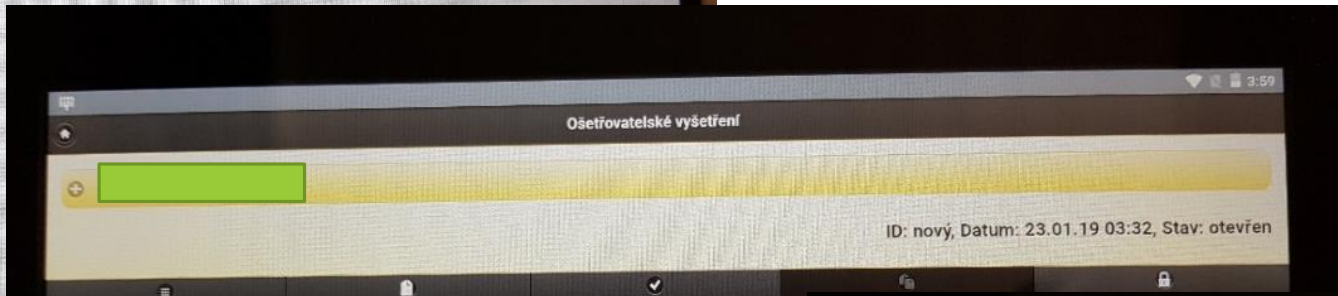 3:59
Ošetřovatelské vyšetření
ID: nový, Datum: 23.01.19 03:32, Stav: otevřen